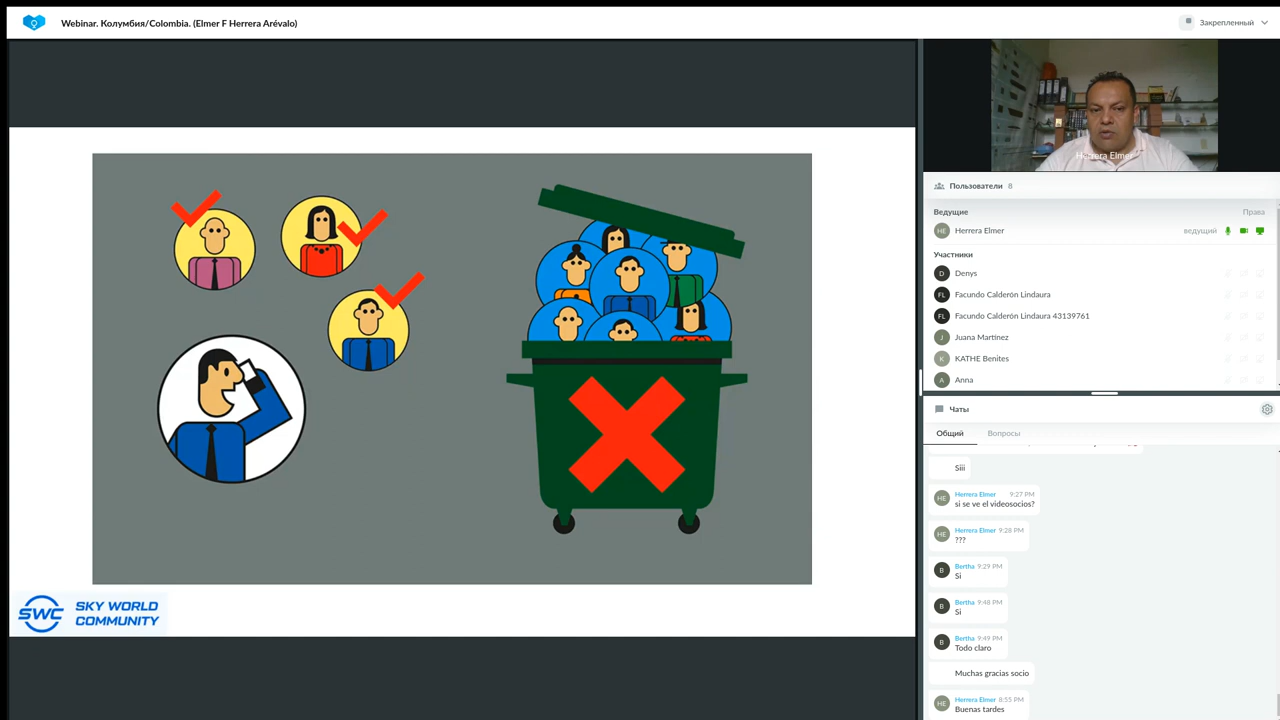 Webinar. Колумбия/Colombia. (Elmer F Herrera Arévalo)
Закрепленный
Herrera Elmer
Пользователи 8
Ведущие Права
HE Herrera Elmer ведущий
Участники
D Denys
FL Facundo Calderón Lindaura
FL Facundo Calderón Lindaura 43139761
J Juana Martínez
K KATHE Benites
A Anna
Чаты
Общий Вопросы
Siii
HE Herrera Elmer 9:27 PM
si se ve el videosocios?
HE Herrera Elmer 9:28 PM
???
B Bertha 9:29 PM
Si
B Bertha 9:48 PM
Si
B Bertha 9:49 PM
Todo claro
Muchas gracias socio
HE Herrera Elmer 8:55 PM
Buenas tardes
SWC SKY WORLD
COMMUNITY